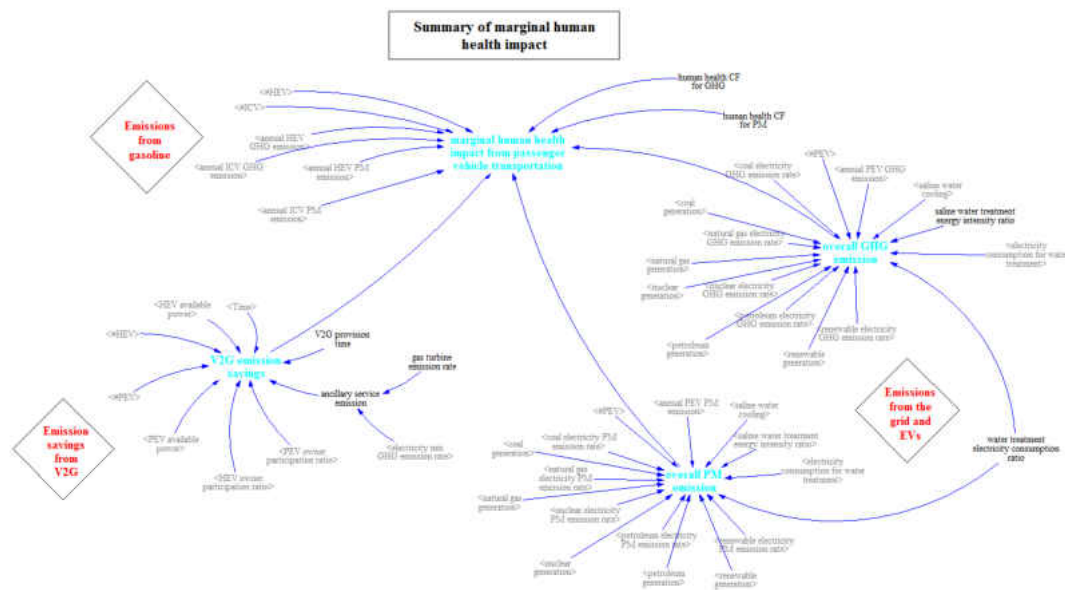 Summary of marginal human
health impact
Emissions
from
gasoline
<#HEV>
<#ICV>
<annual HEV
GHG emission>
<annual ICV GHG
emission>
<annual HEV PM
emission>
<annual ICV PM
emission>
marginal human health
impact from passenger
vehicle transportation
human health CF
for GHG
human health CF
for PM
<#PEV>
<coal electricity
GHG emission rate>
<annual PEV GHG
emission>
<saline water
cooling>
saline water treatment
energy intensity ratio
<coal
generation>
<natural gas electricity
GHG emission rate>
overall GHG
emission
<electricity
consumption for water
treatment>
<natural gas
generation>
<nuclear
generation>
<nuclear electricity
GHG emission rate>
<petroleum electricity
GHG emission rate>
<petroleum
generation>
<renewable electricity
GHG emission rate>
<renewable
generation>
<HEV available
power>
<Time>
<#HEV>
V2G provision
time
V2G emission
savings
gas turbine
emission rate
ancillary service
emission
<#PEV>
<PEV available
power>
<HEV owner
participation ratio>
<PEV owner
participation ratio>
<electricity mix
GHG emission rate>
Emission
savings
from
V2G
Emissions
from the
grid and
EVs
water treatment
electricity consumption
ratio
<#PEV>
<annual PEV PM
emission>
<saline water
cooling>
<coal electricity PM
emission rate>
<saline water treatment
energy intensity ratio>
<coal
generation>
<natural gas
electricity PM
emission rate>
overall PM
emission
<electricity
consumption for water
treatment>
<natural gas
generation>
<nuclear electricity
PM emission rate>
<petroleum electricity
PM emission rate>
<renewable electricity
PM emission rate>
<nuclear
generation>
<petroleum
generation>
<renewable
generation>